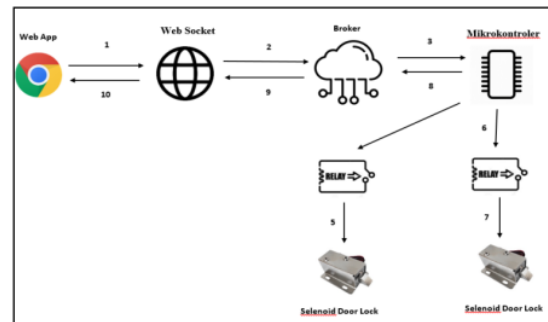 Web App
Web Socket
Broker
Mikrokontroler
1
2
3
10
9
8
6
RELAY
RELAY
5
7
Selenoid Door Lock
Selenoid Door Lock